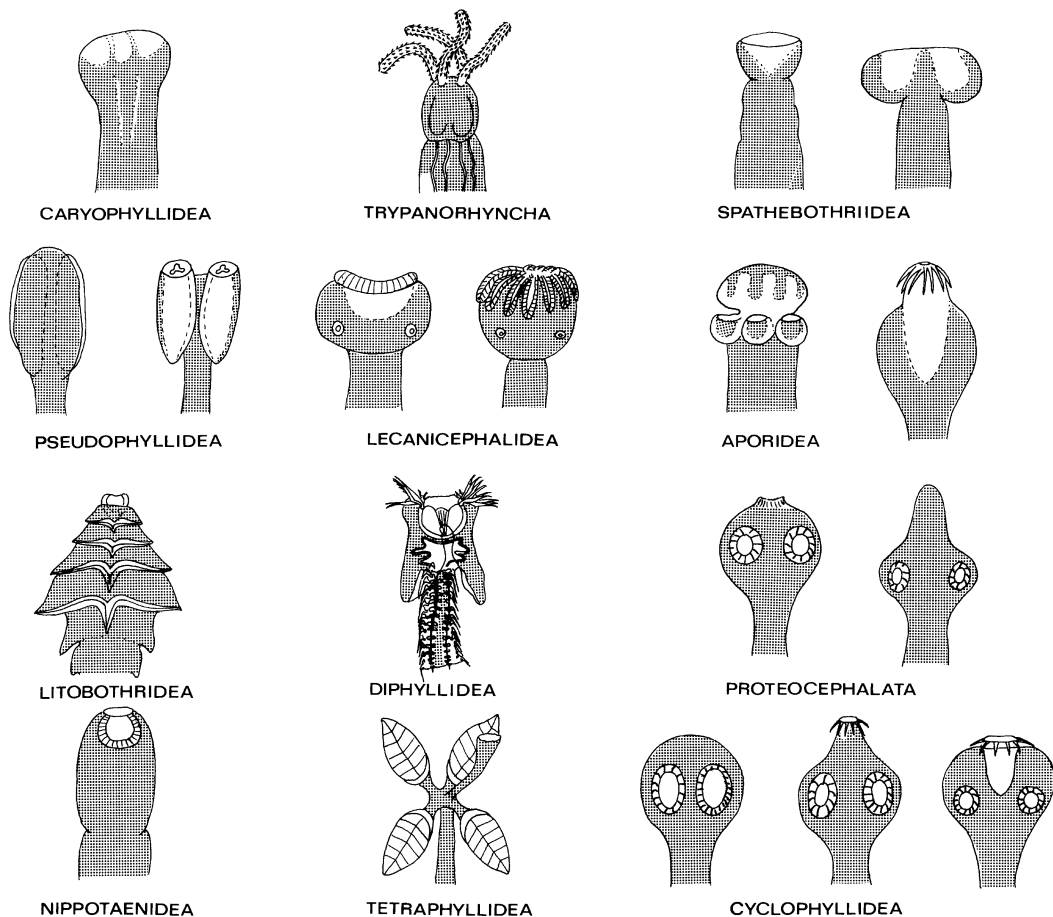 CARYOPHYLLIDEA
TRYPANORHYNCHA
SPATHEBOTHRIIDEA
PSEUDOPHYLLIDEA
LECANICEPHALIDEA
APORIDEA
LITOBOTHRIDEA
DIPHYLLIDEA
PROTEOCEPHALATA
NIPPOTAENIDEA
TETRAPHYLLIDEA
CYCLOPHYLLIDEA